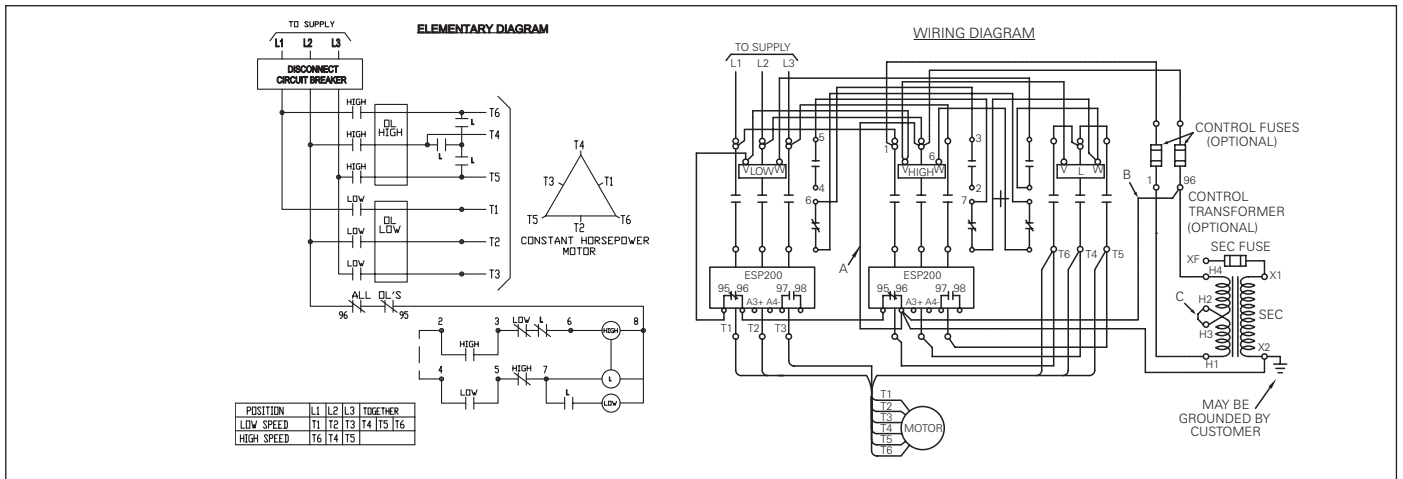 ELEMENTARY DIAGRAM
TO SUPPLY
L1 L2 L3
DISCONNECT
CIRCUIT BREAKER
HIGH
OL
HIGH
T6
L
HIGH
T4
L
L
HIGH
T5
LOW
OL
LOW
T1
LOW
T2
LOW
T3
T4
T3 T1
T5 T6
T2
CONSTANT HORSEPOWER
MOTOR
ALL OL'S
96 95
2 3 LOW L 6 HIGH 8
HIGH
4 5 HIGH 7 L
LOW L LOW
POSITION L1 L2 L3 TOGETHER
LOW SPEED T1 T2 T3 T4 T5 T6
HIGH SPEED T6 T4 T5
WIRING DIAGRAM
TO SUPPLY
L1 L2 L3
5
1
6
3
V LOW W
V HIGH W
V L W
4
6
2
7
A
B
T6 T4 T5
ESP200
95 96 97 98
A3+ A4-
ESP200
95 96 97 98
A3+ A4-
T1 T2 T3
T1
T2
T3
T4
T5
T6
MOTOR
CONTROL FUSES
(OPTIONAL)
1 96
CONTROL
TRANSFORMER
(OPTIONAL)
SEC FUSE
XF
H4 X1
C H2
H3
SEC
H1 X2
MAY BE
GROUNDED BY
CUSTOMER